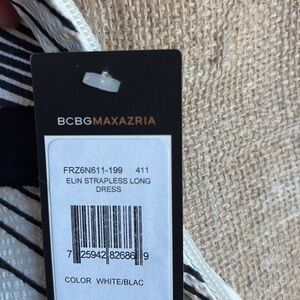 BCBGMAXAZRIA
FRZ6N611-199 411
ELIN STRAPLESS LONG
DRESS
7 25942 82686 9
COLOR WHITE/BLAC